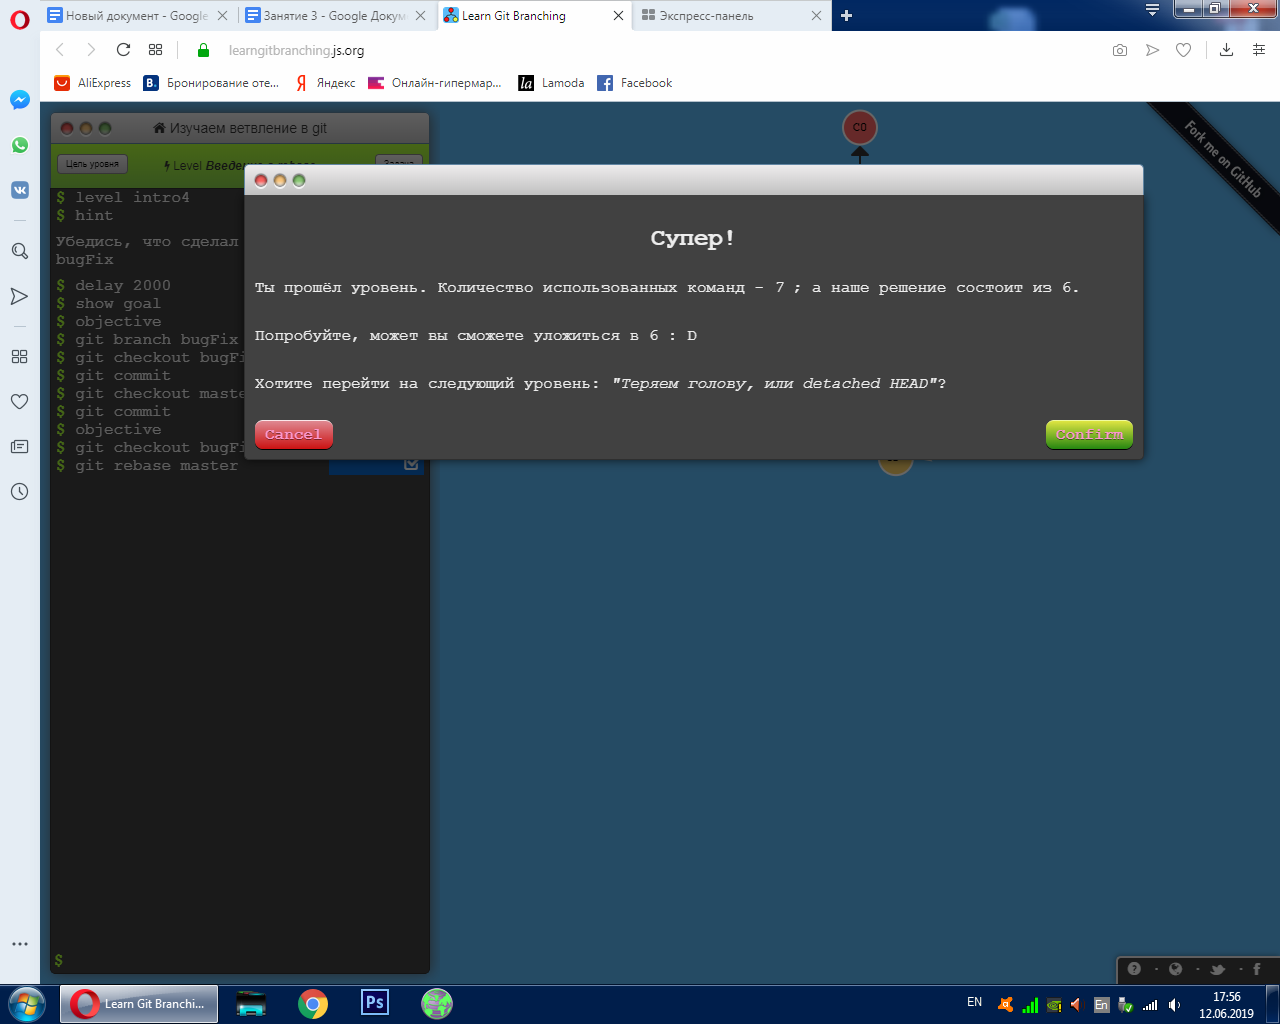 Новый документ - Google
Занятие 3 - Google Докум
Learn Git Branching
Экспресс-панель
learngitbranching.js.org
AliExpress
B.
Бронирование оте...
Я
Яндекс
Онлайн-гипермар...
la
Lamoda
Facebook
Изучаем ветвление в git
C0
Fork me on GitHub
Цель уровня
Level Введение
$ level intro4
$ hint
Убедись, что сделал
bugFix
$ delay 2000
$ show goal
$ objective
$ git branch bugFix
$ git checkout bugFi
$ git commit
$ git checkout maste
$ git commit
$ objective
$ git checkout bugFi
$ git rebase master
$
Супер!
Ты прошёл уровень. Количество использованных команд – 7 ; а наше решение состоит из 6.
Попробуйте, может вы сможете уложиться в 6 : D
Хотите перейти на следующий уровень: "Теряем голову, или detached HEAD"?
Cancel
Confirm
Learn Git Branchi...
Ps
EN
En
17:56
12.06.2019